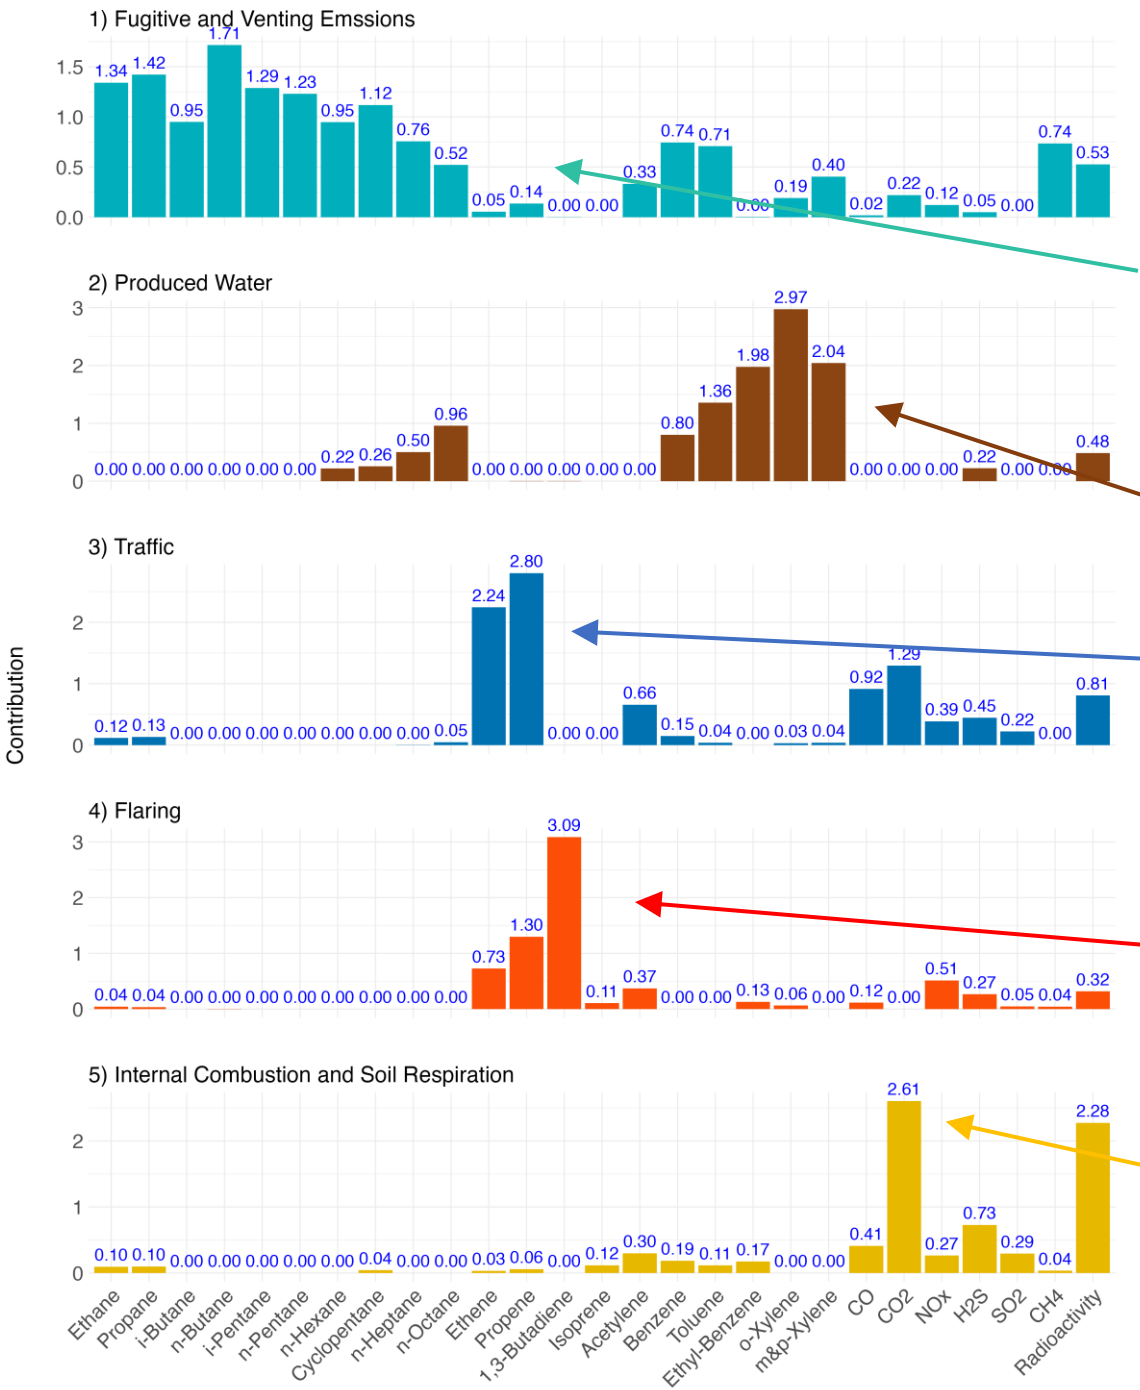 1) Fugitive and Venting Emssions
1.5
1.0
0.5
0.0
1.34 1.42 0.95 1.71 1.29 1.23 0.95 1.12 0.76 0.52 0.05 0.14 0.00 0.00 0.33 0.74 0.71 0.00 0.19 0.40 0.02 0.22 0.12 0.05 0.00 0.74 0.53
2) Produced Water
3
2
1
0
0.00 0.00 0.00 0.00 0.00 0.00 0.22 0.26 0.50 0.96 0.00 0.00 0.00 0.00 0.00 0.80 1.36 1.98 2.97 2.04 0.00 0.00 0.00 0.22 0.00 0.00 0.48
3) Traffic
2
1
0
0.12 0.13 0.00 0.00 0.00 0.00 0.00 0.00 0.00 0.05 2.24 2.80 0.00 0.00 0.66 0.15 0.04 0.00 0.03 0.04 0.92 1.29 0.39 0.45 0.22 0.00 0.81
Contribution
4) Flaring
3
2
1
0
0.04 0.04 0.00 0.00 0.00 0.00 0.00 0.00 0.00 0.00 0.73 1.30 3.09 0.11 0.37 0.00 0.00 0.13 0.06 0.00 0.12 0.00 0.51 0.27 0.05 0.04 0.32
5) Internal Combustion and Soil Respiration
2
1
0
0.10 0.10 0.00 0.00 0.00 0.00 0.00 0.04 0.00 0.00 0.03 0.06 0.00 0.12 0.30 0.19 0.11 0.17 0.00 0.00 0.41 2.61 0.27 0.73 0.29 0.04 2.28
Ethane
Propane
i-Butane
n-Butane
i-Pentane
n-Pentane
n-Hexane
Cyclopentane
n-Heptane
n-Octane
Ethene
Propene
1,3-Butadiene
Isoprene
Acetylene
Benzene
Toluene
Ethyl-Benzene
o-Xylene
m&p-Xylene
CO
CO2
NOx
H2S
SO2
CH4
Radioactivity